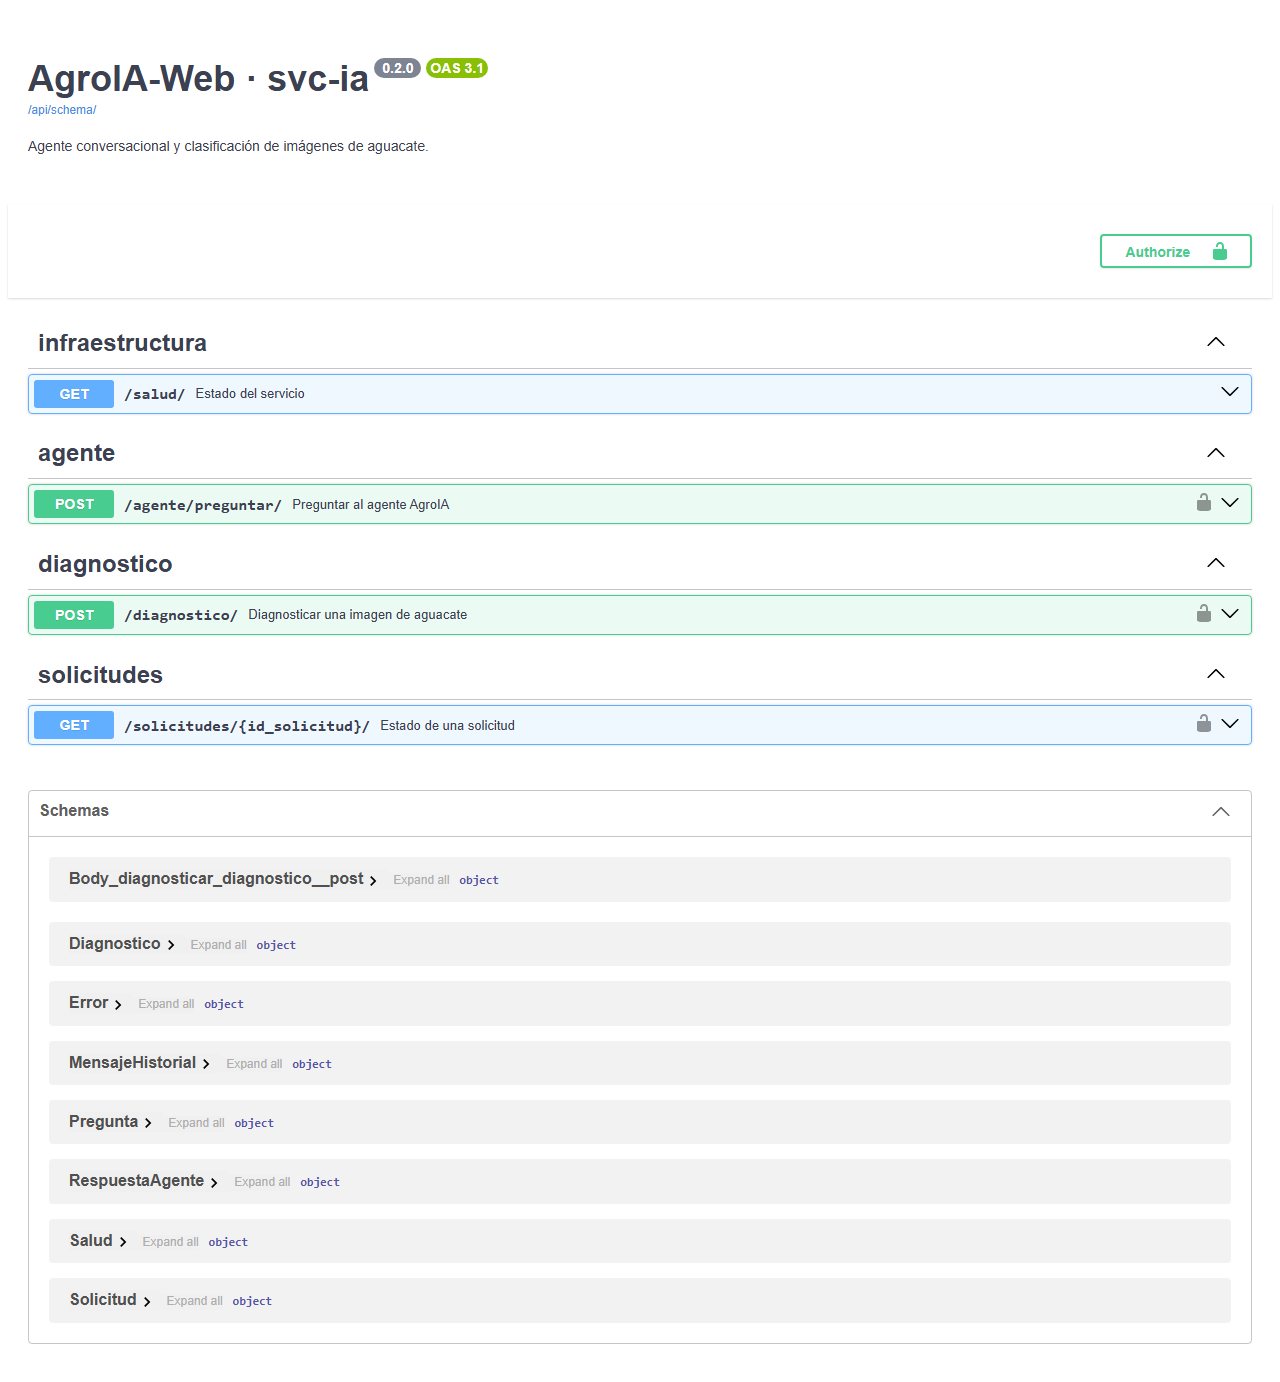 AgroIA-Web · svc-ia 0.2.0 OAS 3.1
/api/schema/
Agente conversacional y clasificación de imágenes de aguacate.
Authorize
infraestructura
GET /salud/ Estado del servicio
agente
POST /agente/preguntar/ Preguntar al agente AgroIA
diagnostico
POST /diagnostico/ Diagnosticar una imagen de aguacate
solicitudes
GET /solicitudes/{id_solicitud}/ Estado de una solicitud
Schemas
Body_diagnosticar_diagnostico__post Expand all object
Diagnostico Expand all object
Error Expand all object
MensajeHistorial Expand all object
Pregunta Expand all object
RespuestaAgente Expand all object
Salud Expand all object
Solicitud Expand all object